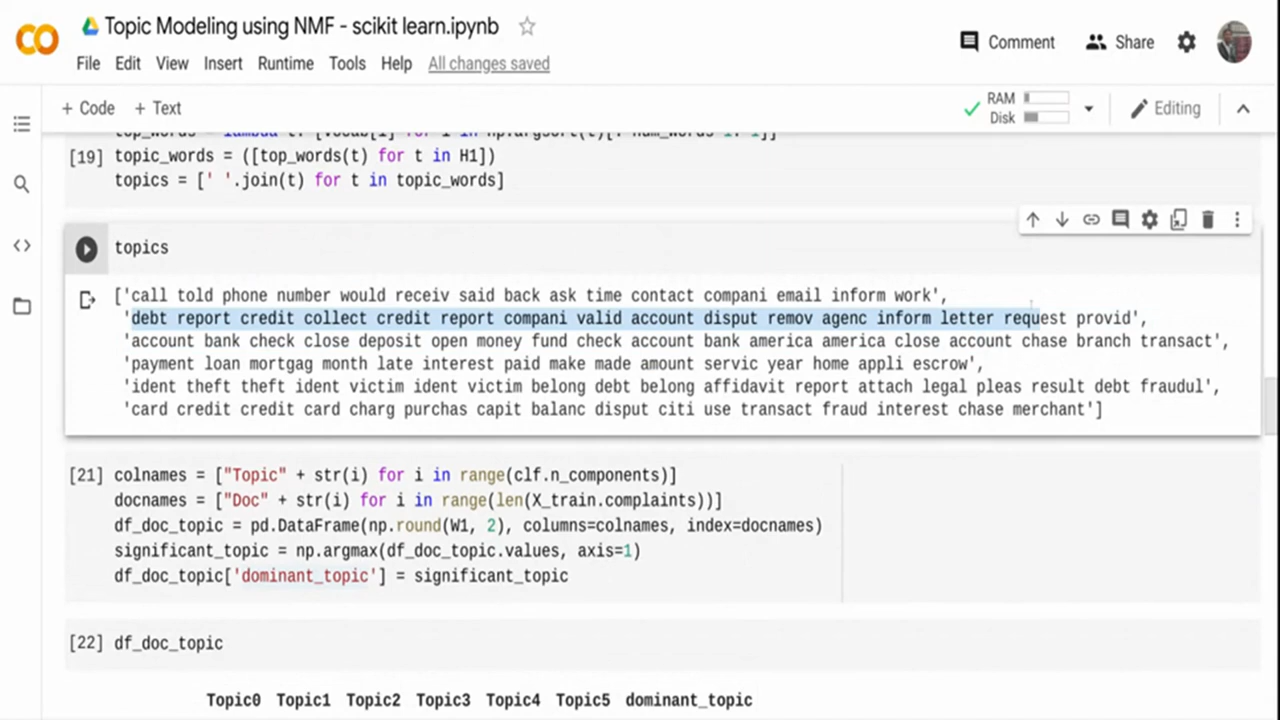 Topic Modeling using NMF - scikit learn.ipynb
Comment
Share
File Edit View Insert Runtime Tools Help All changes saved
+ Code + Text
RAM
Disk
Editing
[19] topic_words = ([top_words(t) for t in H1])
topics = [' '.join(t) for t in topic_words]
topics
['call told phone number would receiv said back ask time contact compani email inform work',
'debt report credit collect credit report compani valid account disput remov agenc inform letter request provid',
'account bank check close deposit open money fund check account bank america america close account chase branch transact',
'payment loan mortgag month late interest paid make made amount servic year home appli escrow',
'ident theft theft ident victim ident victim belong debt belong affidavit report attach legal pleas result debt fraudul',
'card credit credit card charg purchas capit balanc disput citi use transact fraud interest chase merchant']
[21] colnames = ["Topic" + str(i) for i in range(clf.n_components)]
docnames = ["Doc" + str(i) for i in range(len(X_train.complaints))]
df_doc_topic = pd.DataFrame(np.round(W1, 2), columns=colnames, index=docnames)
significant_topic = np.argmax(df_doc_topic.values, axis=1)
df_doc_topic['dominant_topic'] = significant_topic
[22] df_doc_topic
Topic0 Topic1 Topic2 Topic3 Topic4 Topic5 dominant_topic